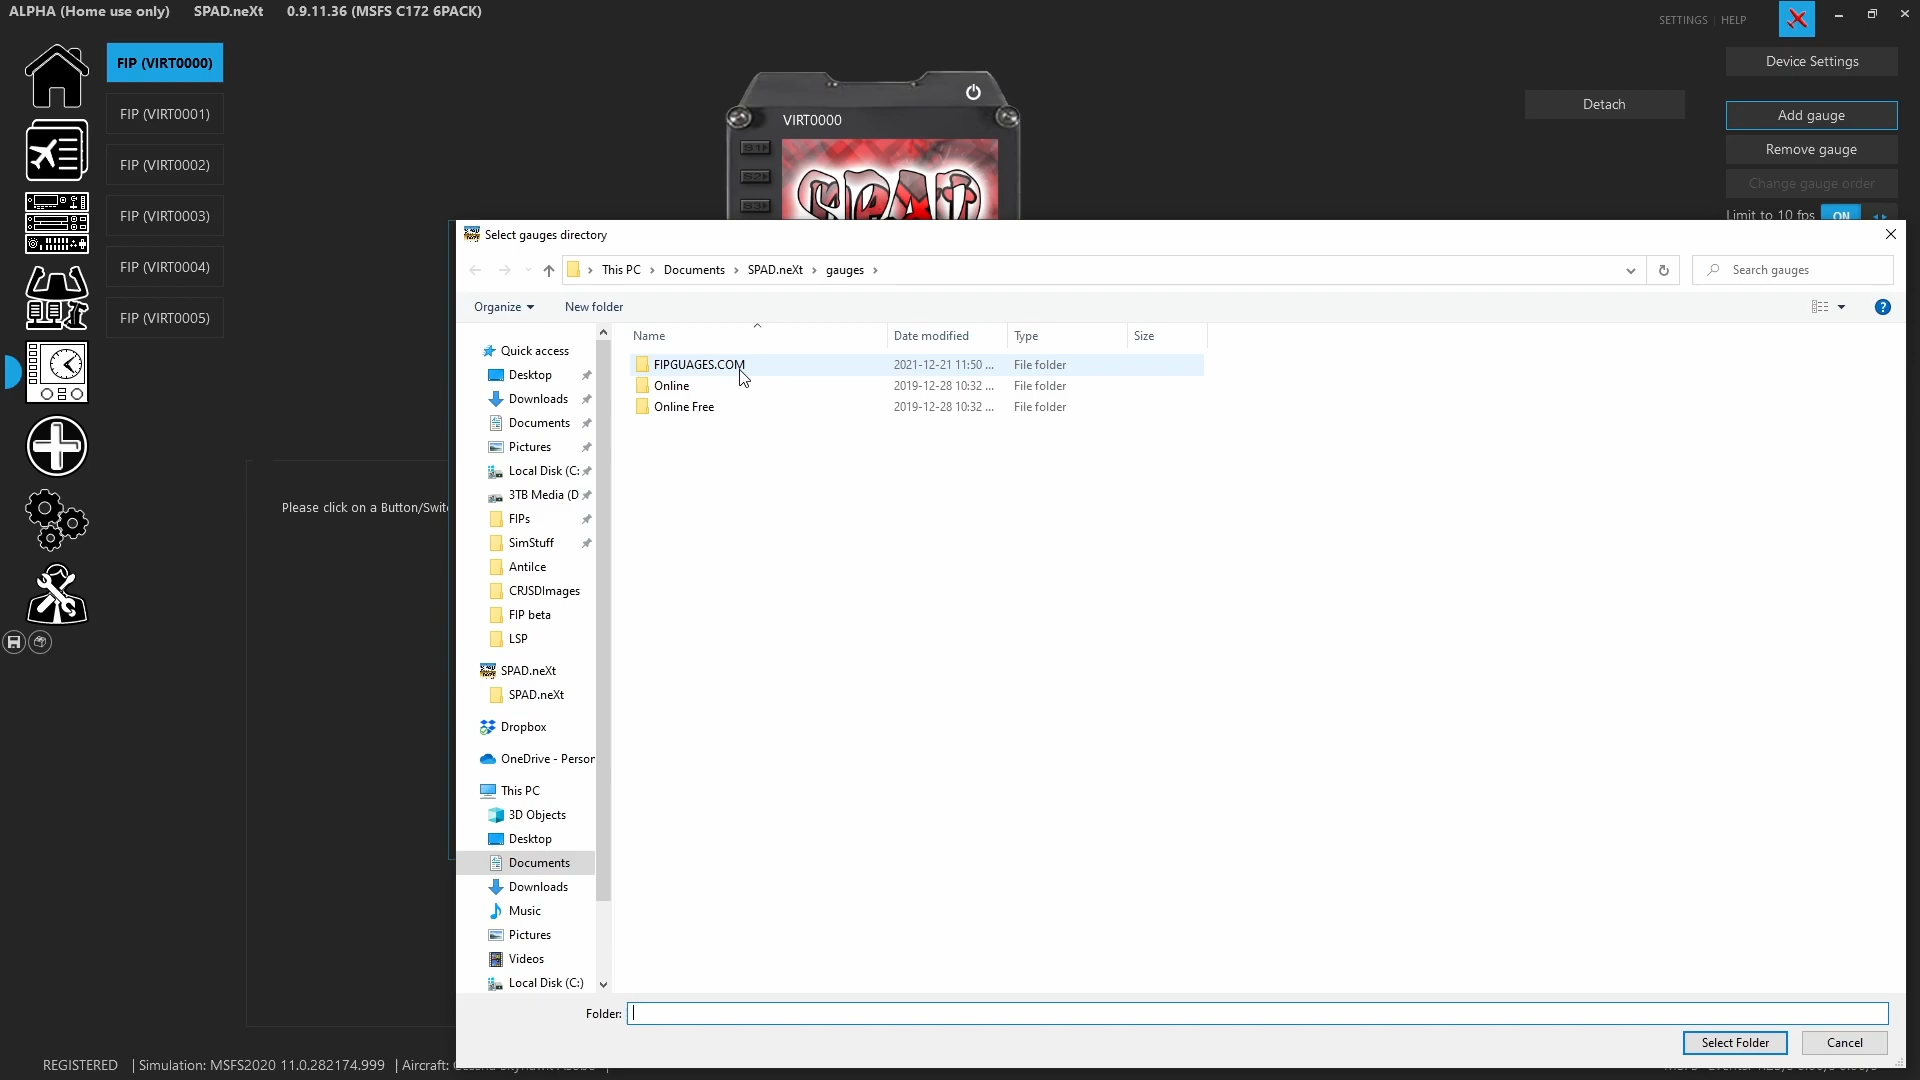 ALPHA (Home use only) SPAD.neXt 0.9.11.36 (MSFS C172 6PACK)
SETTINGS | HELP
FIP (VIRT0000)
FIP (VIRT0001)
FIP (VIRT0002)
FIP (VIRT0003)
FIP (VIRT0004)
FIP (VIRT0005)
VIRT0000
S1
S2
S3
SPAD
Detach
Device Settings
Add gauge
Remove gauge
Change gauge order
Limit to 10 fps ON
Please click on a Button/Swit
Select gauges directory
This PC > Documents > SPAD.neXt > gauges >
Search gauges
Organize New folder
Name Date modified Type Size
FIPGUAGES.COM 2021-12-21 11:50 ... File folder
Online 2019-12-28 10:32 ... File folder
Online Free 2019-12-28 10:32 ... File folder
Quick access
Desktop
Downloads
Documents
Pictures
Local Disk (C:
3TB Media (D
FIPs
SimStuff
AntiIce
CRJSDImages
FIP beta
LSP
SPAD.neXt
SPAD.neXt
Dropbox
OneDrive - Person
This PC
3D Objects
Desktop
Documents
Downloads
Music
Pictures
Videos
Local Disk (C:)
Folder:
Select Folder Cancel
REGISTERED | Simulation: MSFS2020 11.0.282174.999 | Aircraft: